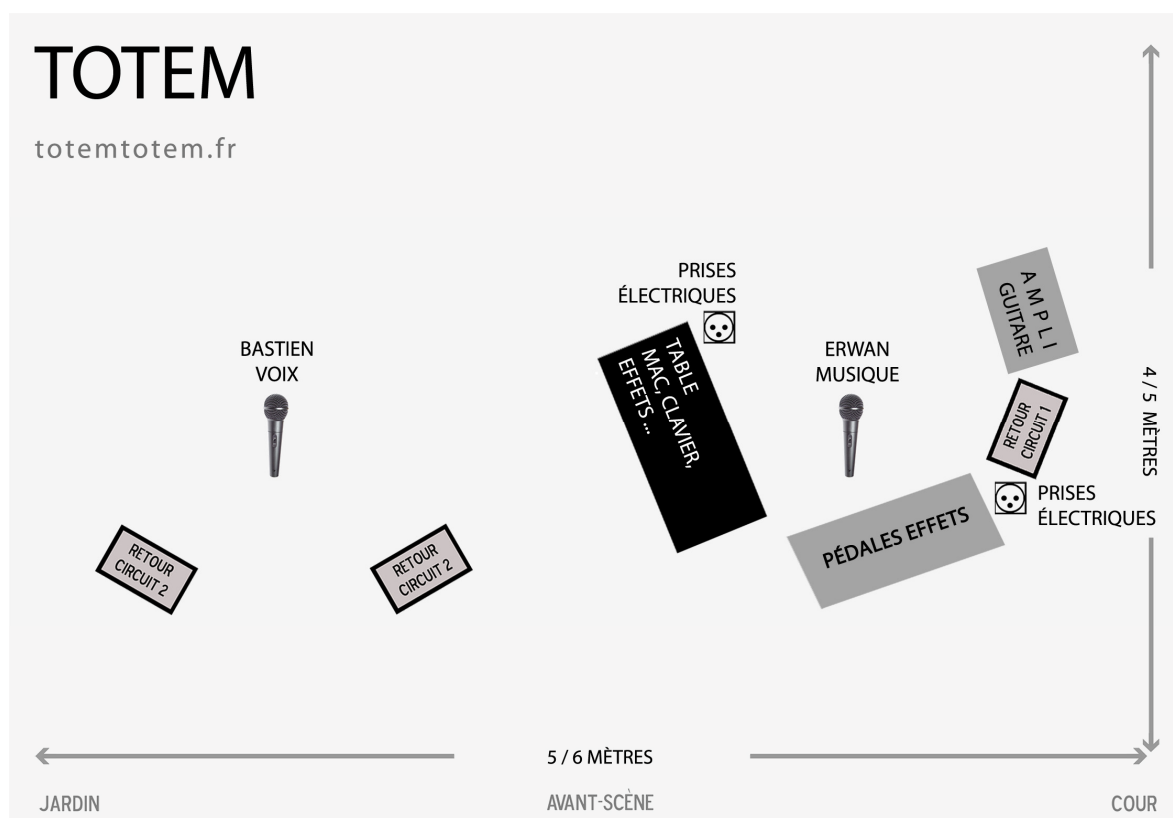 TOTEM
totemtotem.fr
PRISES
ÉLECTRIQUES
AMPLI
GUITARE
BASTIEN
VOIX
TABLE
MAC, CLAVIER,
EFFETS ...
ERWAN
MUSIQUE
4 / 5 MÈTRES
RETOUR
CIRCUIT 1
PRISES
ÉLECTRIQUES
PÉDALES EFFETS
RETOUR
CIRCUIT 2
RETOUR
CIRCUIT 2
5 / 6 MÈTRES
JARDIN
AVANT-SCÈNE
COUR